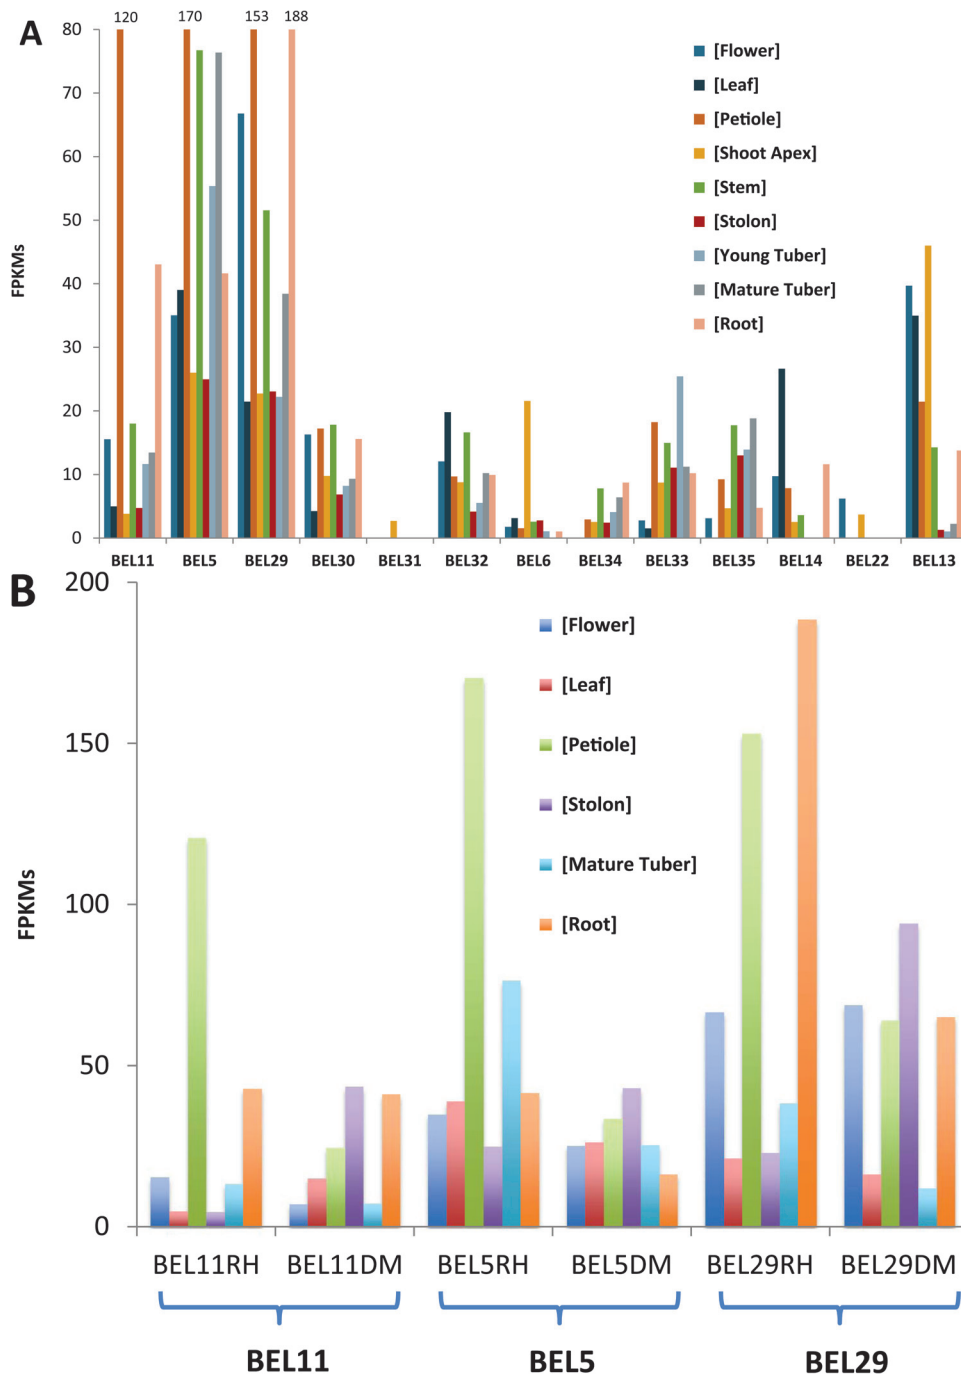 A
120 170 153 188
80
70
60
50
40
30
20
10
0
FPKMs
[Flower]
[Leaf]
[Petiole]
[Shoot Apex]
[Stem]
[Stolon]
[Young Tuber]
[Mature Tuber]
[Root]
BEL11 BEL5 BEL29 BEL30 BEL31 BEL32 BEL6 BEL34 BEL33 BEL35 BEL14 BEL22 BEL13
B
200
150
100
50
0
FPKMs
[Flower]
[Leaf]
[Petiole]
[Stolon]
[Mature Tuber]
[Root]
BEL11RH BEL11DM BEL5RH BEL5DM BEL29RH BEL29DM
BEL11 BEL5 BEL29